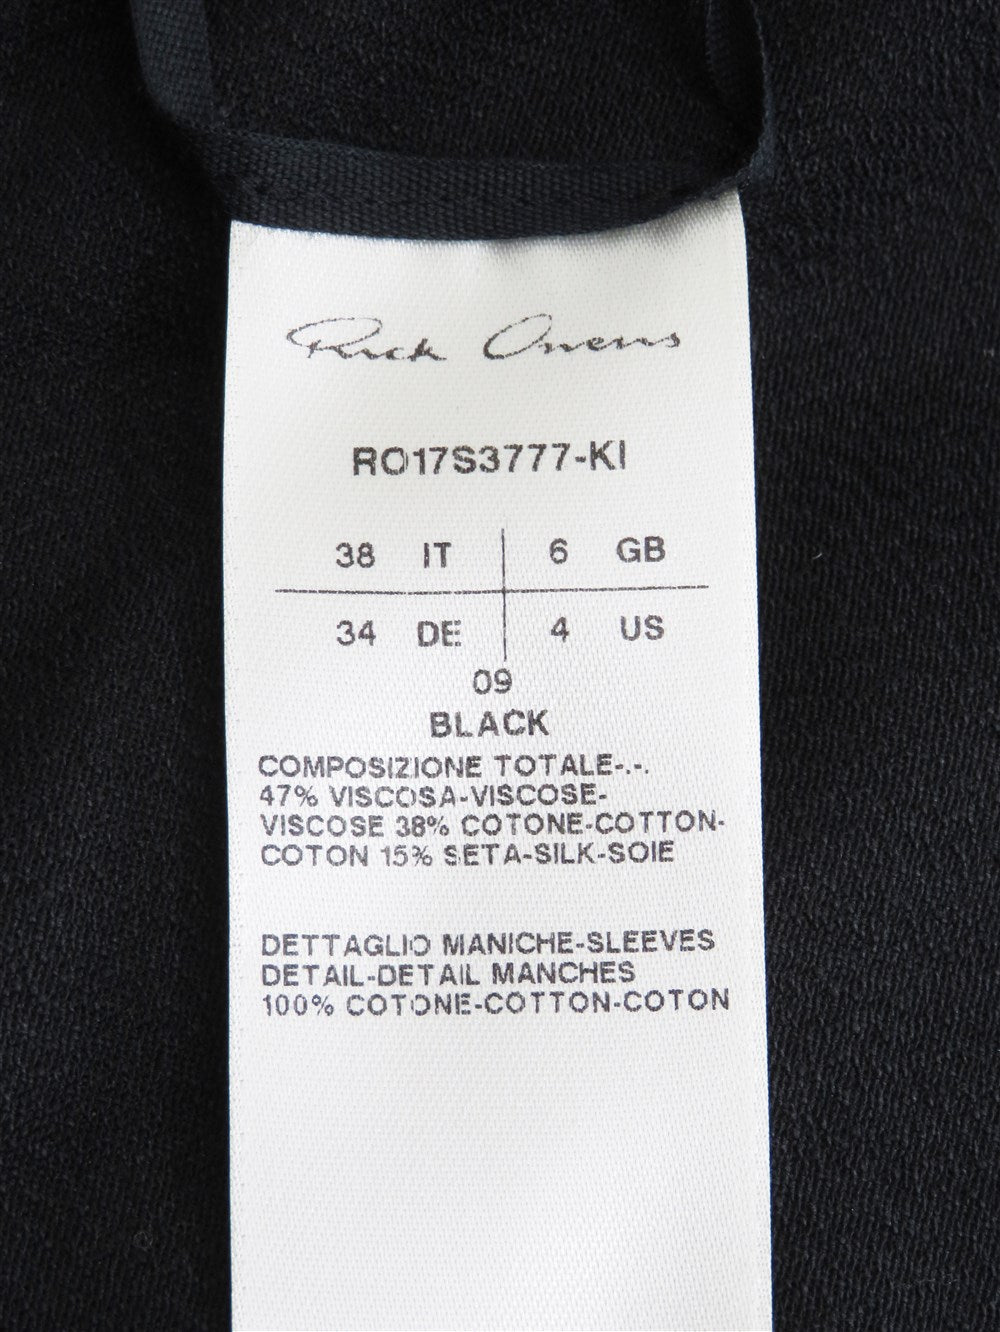 Rick Owens
RO17S3777-KI
38 IT 6 GB
34 DE 4 US
09
BLACK
COMPOSIZIONE TOTALE-.-.
47% VISCOSA-VISCOSE-
VISCOSE 38% COTONE-COTTON-
COTON 15% SETA-SILK-SOIE
DETTAGLIO MANICHE-SLEEVES
DETAIL-DETAIL MANCHES
100% COTONE-COTTON-COTON